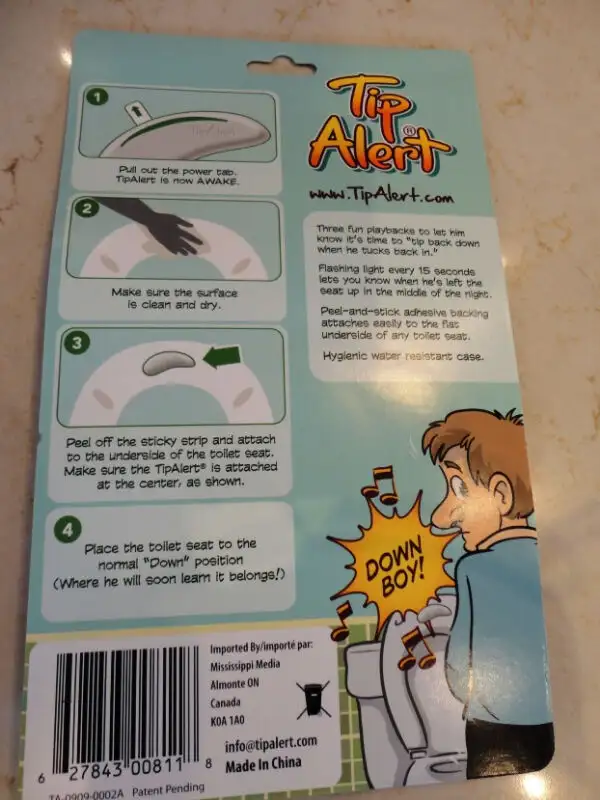 1
TipAlert
Pull out the power tab.
TipAlert is now AWAKE.
2
Make sure the surface
is clean and dry.
3
Peel off the sticky strip and attach
to the underside of the toilet seat.
Make sure the TipAlert® is attached
at the center, as shown.
4
Place the toilet seat to the
normal "Down" position
(Where he will soon learn it belongs!)
Tip
Alert®
www.TipAlert.com
Three fun playbacks to let him
know it's time to "tip back down
when he tucks back in."
Flashing light every 15 seconds
lets you know when he's left the
seat up in the middle of the night.
Peel-and-stick adhesive backing
attaches easily to the flat
underside of any toilet seat.
Hygienic water resistant case.
DOWN
BOY!
Imported By/importé par:
Mississippi Media
Almonte ON
Canada
K0A 1A0
info@tipalert.com
Made In China
6 27843 00811 8
TA-0909-0002A Patent Pending